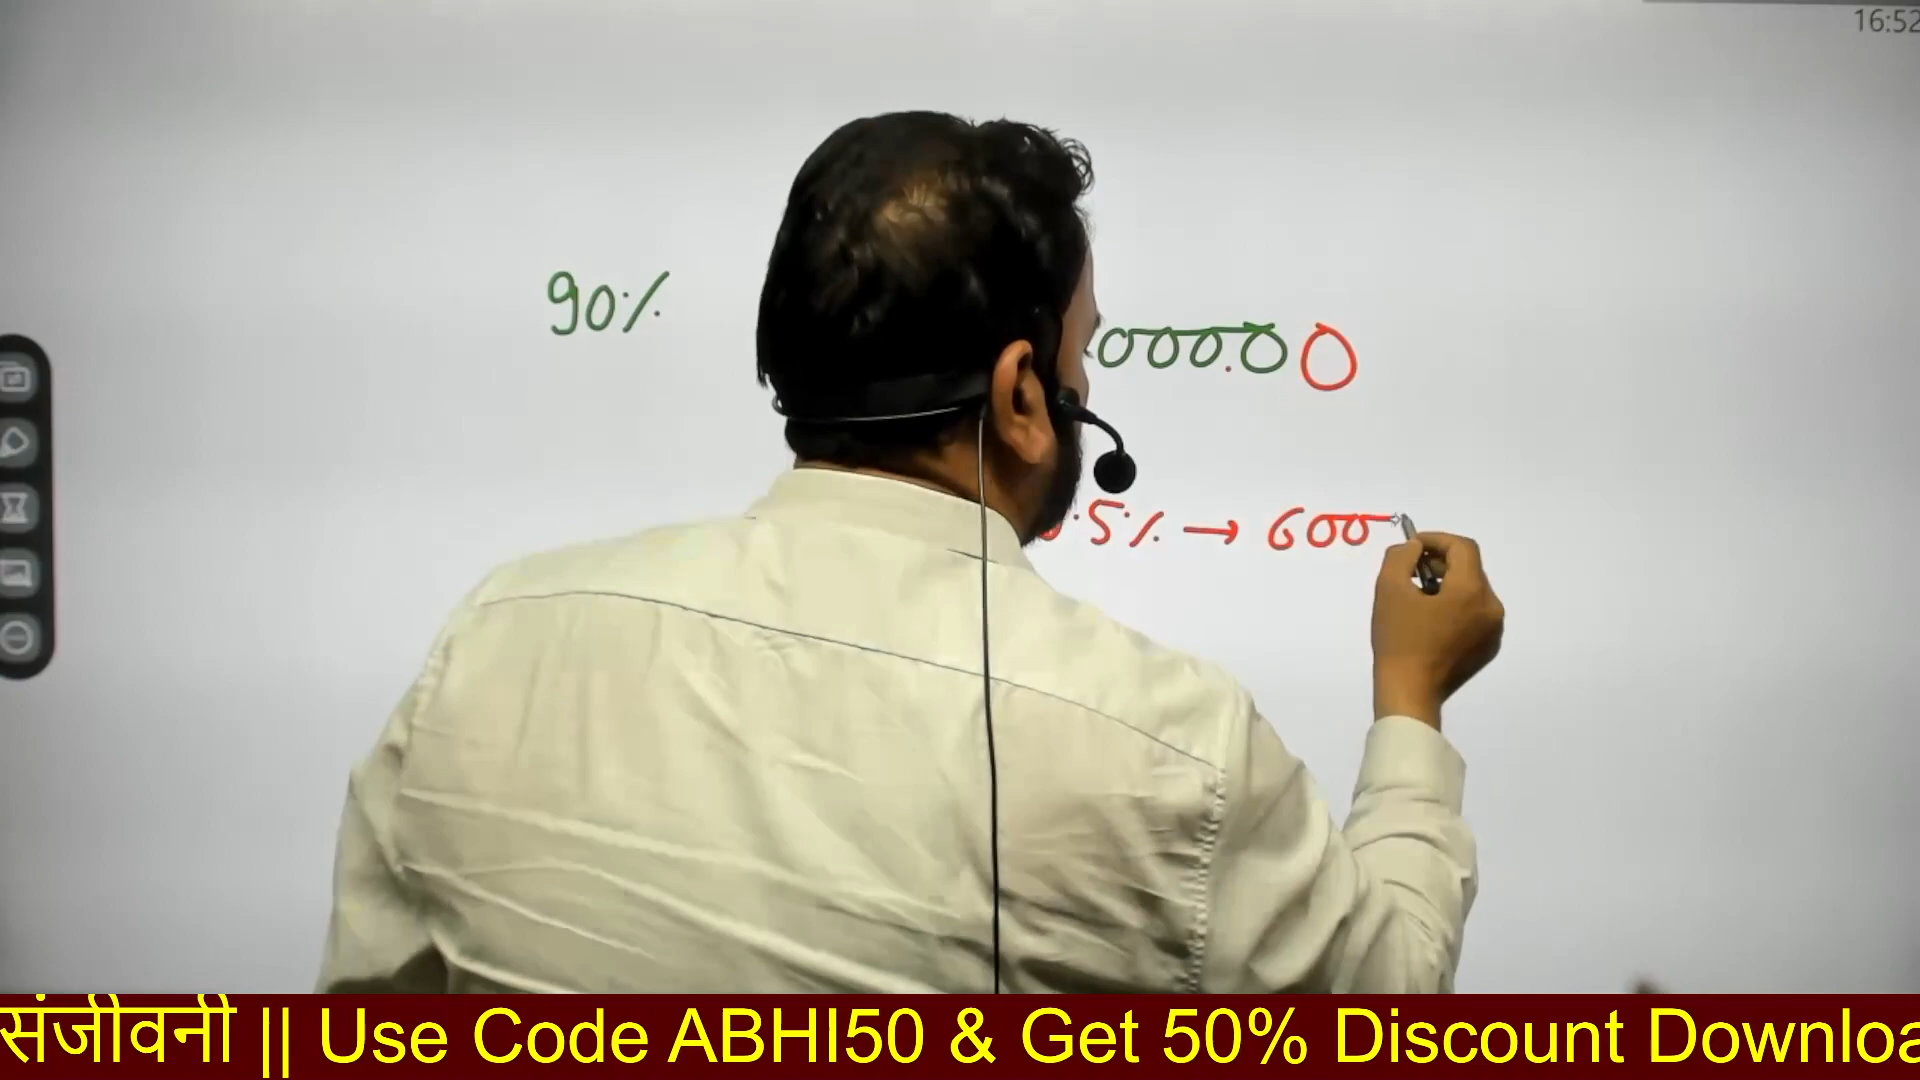 16:52
90%
000.00
.5% → 600
संजीवनी || Use Code ABHI50 & Get 50% Discount Downloa